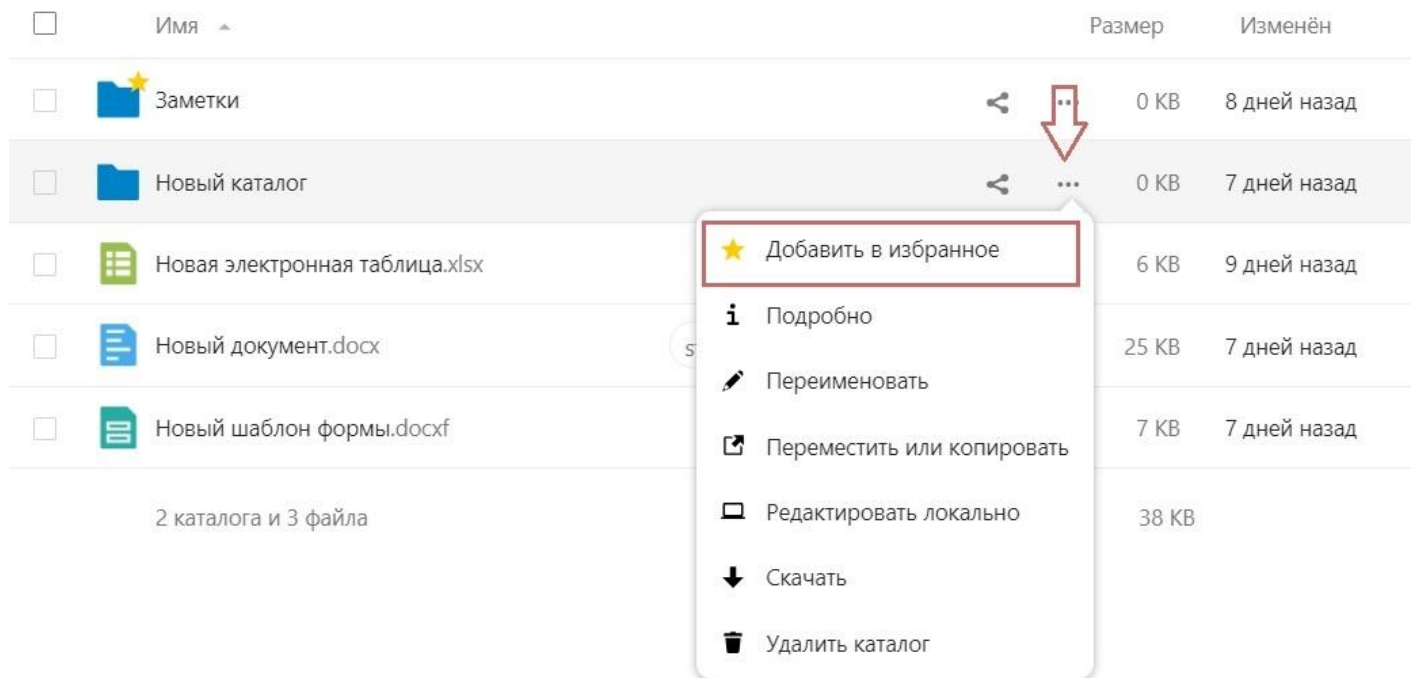 Имя Размер Изменён
Заметки 0 KB 8 дней назад
Новый каталог 0 KB 7 дней назад
Добавить в избранное
Новая электронная таблица.xlsx 6 KB 9 дней назад
Подробно
Новый документ.docx 25 KB 7 дней назад
Переименовать
Новый шаблон формы.docxf 7 KB 7 дней назад
Переместить или копировать
2 каталога и 3 файла 38 KB
Редактировать локально
Скачать
Удалить каталог